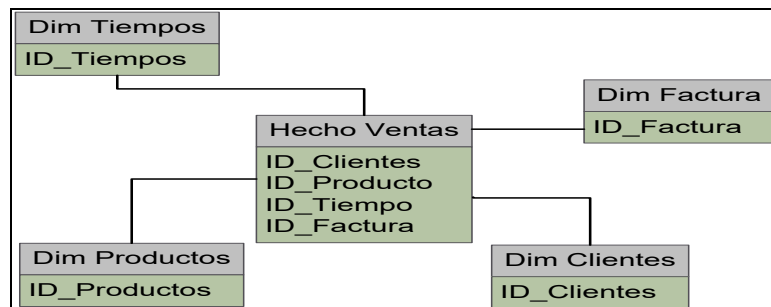 Dim Tiempos
ID_Tiempos
Dim Factura
ID_Factura
Hecho Ventas
ID_Clientes
ID_Producto
ID_Tiempo
ID_Factura
Dim Productos
ID_Productos
Dim Clientes
ID_Clientes